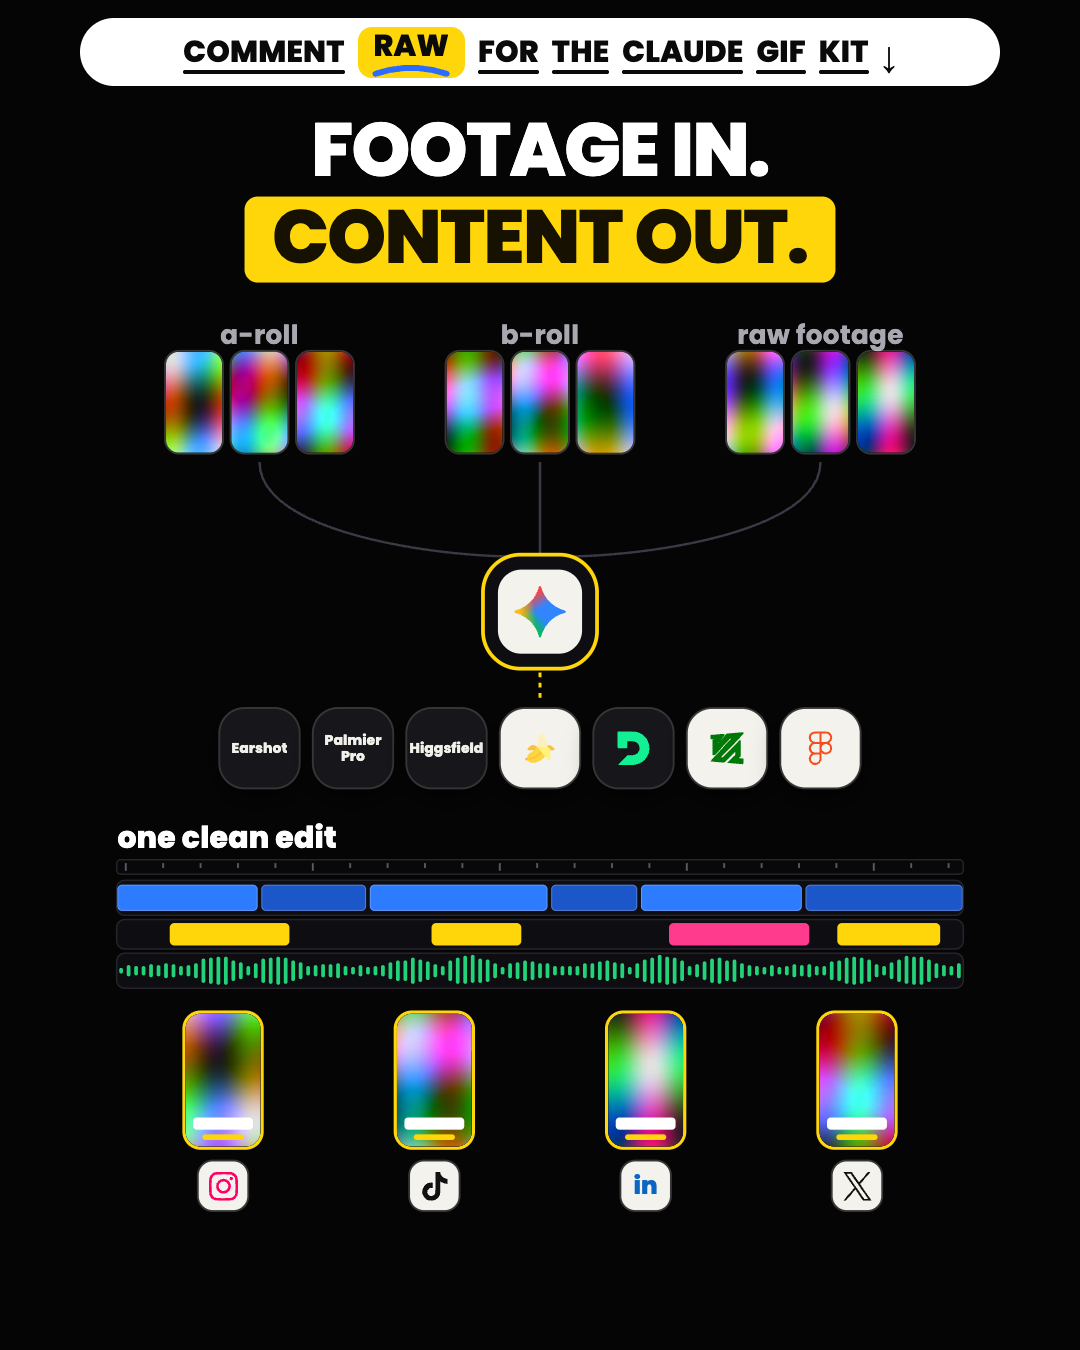 COMMENT RAW FOR THE CLAUDE GIF KIT ↓
FOOTAGE IN.
CONTENT OUT.
a-roll
b-roll
raw footage
Earshot
Palmier
Pro
Higgsfield
one clean edit
in